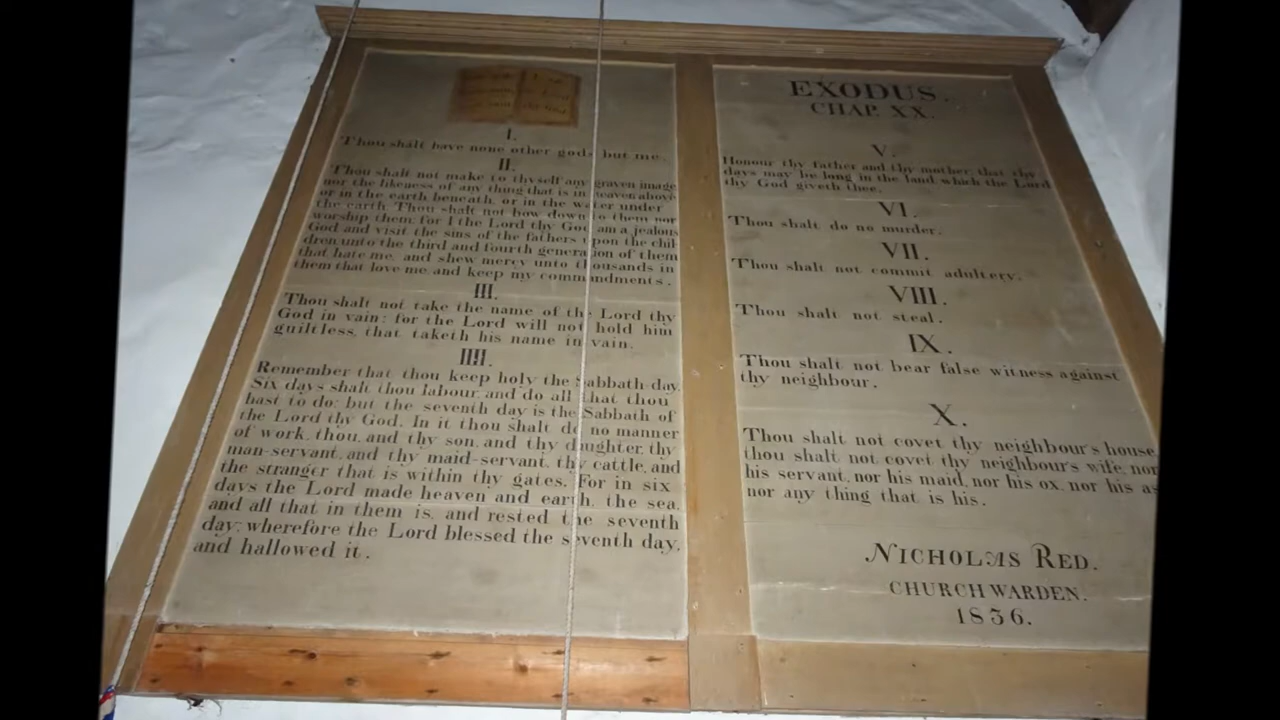 I.
Thou shalt have none other gods but me.
II.
Thou shalt not make to thyself any graven image
nor the likeness of any thing that is in heaven above
or in the earth beneath, or in the water under
the earth. Thou shalt not bow down to them nor
worship them: for I the Lord thy God am a jealous
God and visit the sins of the fathers upon the chil
dren unto the third and fourth generation of them
that hate me, and shew mercy unto thousands in
them that love me and keep my commandments.
III.
Thou shalt not take the name of the Lord thy
God in vain: for the Lord will not hold him
guiltless, that taketh his name in vain.
IIII.
Remember that thou keep holy the Sabbath-day.
Six days shalt thou labour, and do all that thou
hast to do; but the seventh day is the Sabbath of
the Lord thy God. In it thou shalt do no manner
of work, thou, and thy son, and thy daughter, thy
man-servant, and thy maid-servant, thy cattle, and
the stranger that is within thy gates. For in six
days the Lord made heaven and earth, the sea,
and all that in them is, and rested the seventh
day; wherefore the Lord blessed the seventh day,
and hallowed it.
EXODUS.
CHAP. XX.
V.
Honour thy father and thy mother, that thy
days may be long in the land, which the Lord
thy God giveth thee.
VI.
Thou shalt do no murder.
VII.
Thou shalt not commit adultery.
VIII.
Thou shalt not steal.
IX.
Thou shalt not bear false witness against
thy neighbour.
X.
Thou shalt not covet thy neighbour's house,
thou shalt not covet thy neighbour's wife, nor
his servant, nor his maid, nor his ox, nor his as
nor any thing that is his.
NICHOLAS RED.
CHURCHWARDEN.
1836.